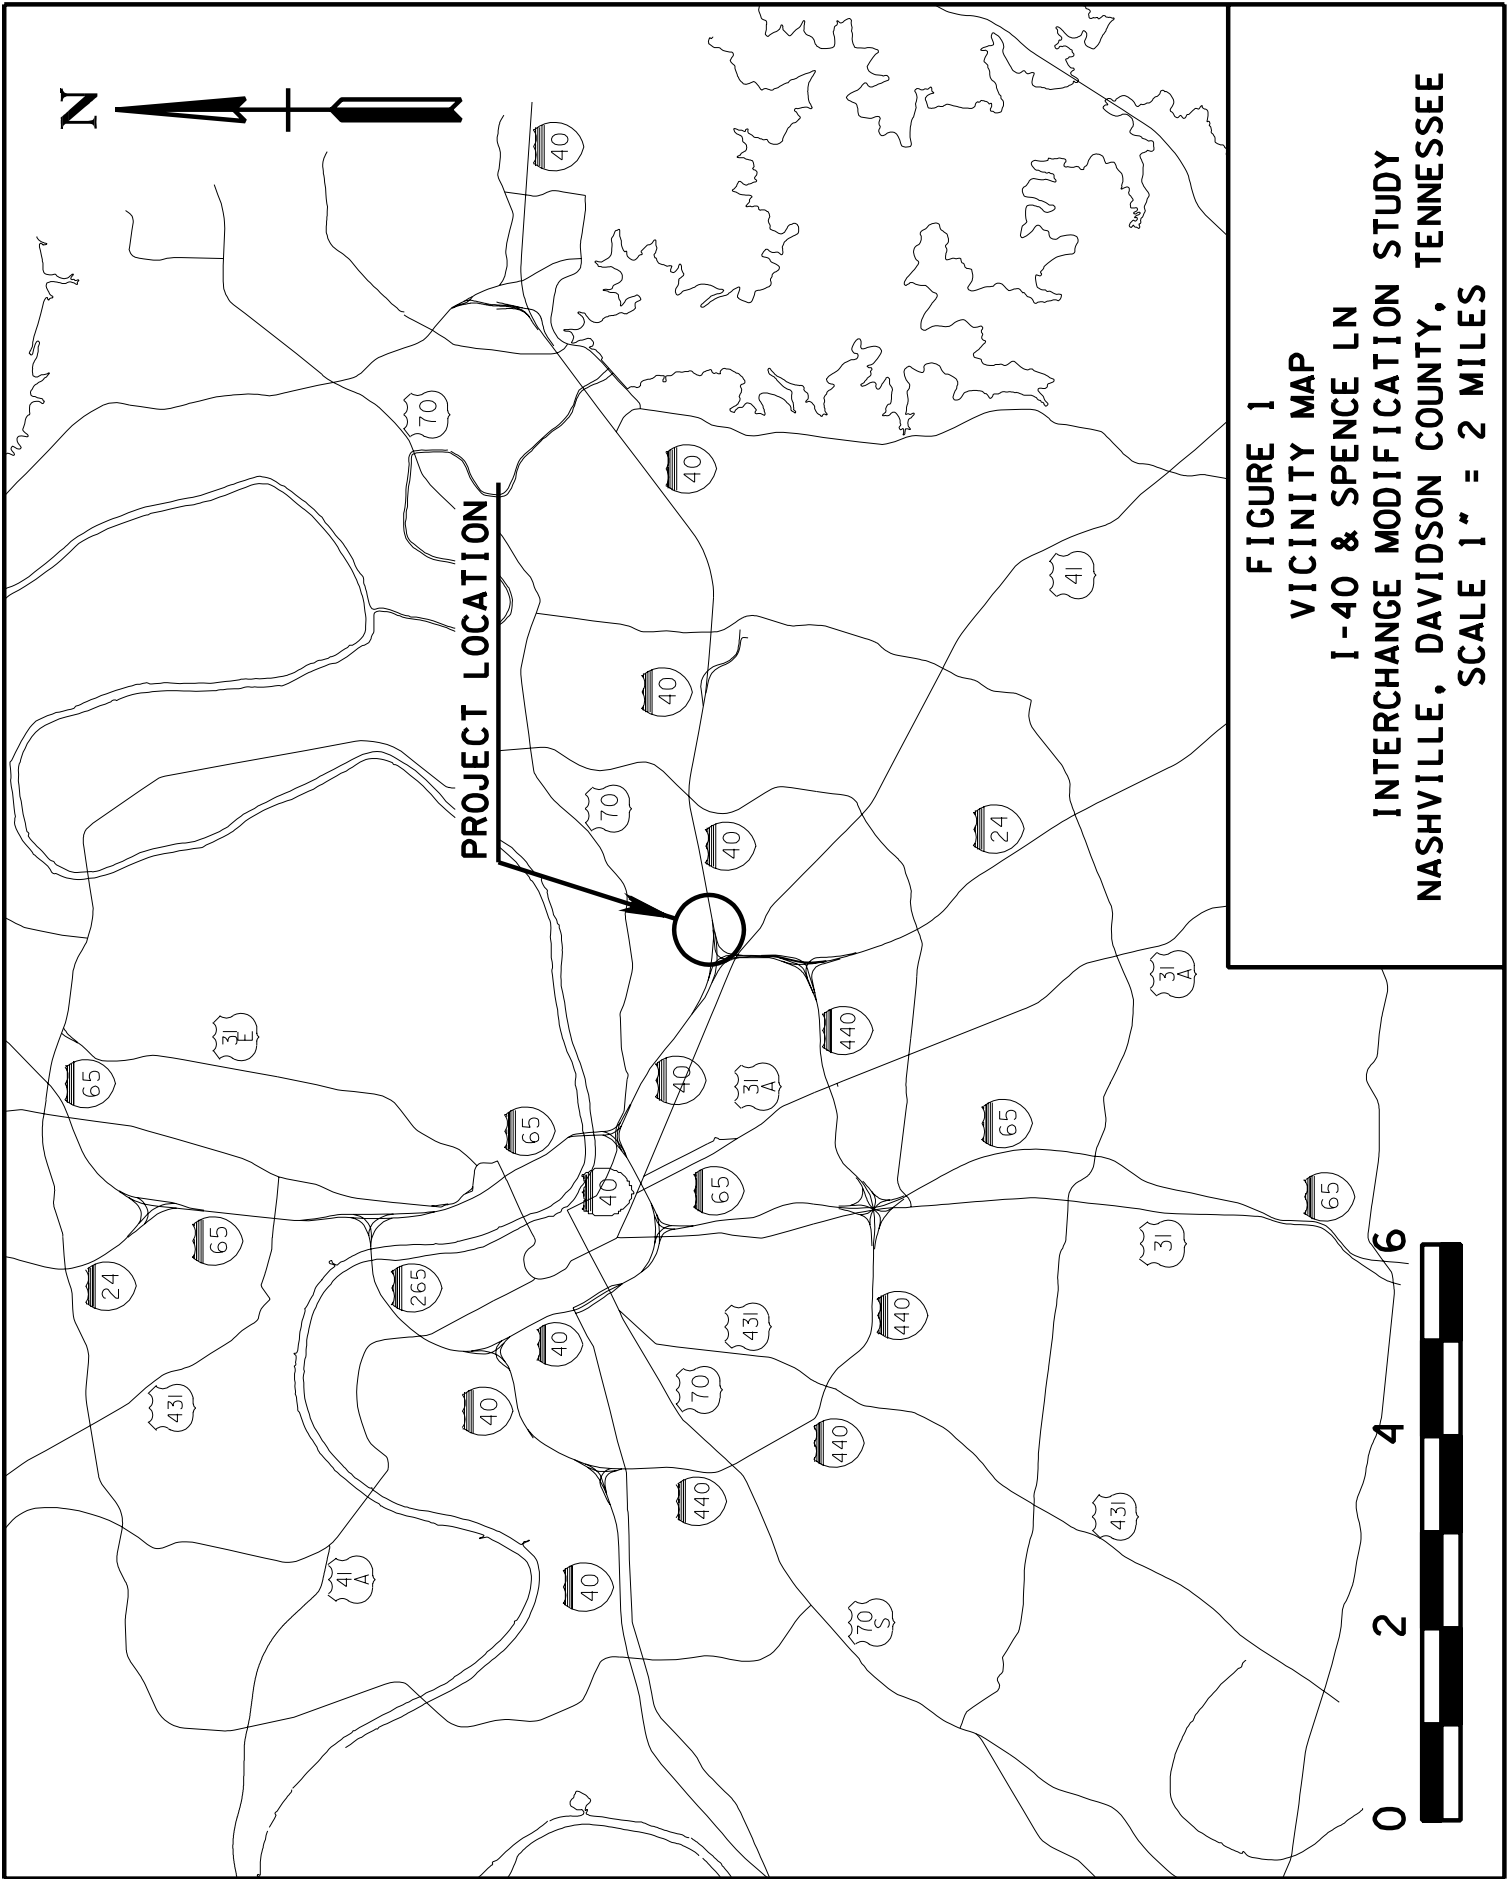 N
65
24
431
65
31
E
41
A
265
70
PROJECT LOCATION
40
65
40
40
40
40
70
40
40
40
70
440
65
40
431
31
A
440
440
70
S
440
24
65
41
431
31
31
A
65
0 2 4 6
FIGURE 1
VICINITY MAP
I-40 & SPENCE LN
INTERCHANGE MODIFICATION STUDY
NASHVILLE, DAVIDSON COUNTY, TENNESSEE
SCALE 1" = 2 MILES